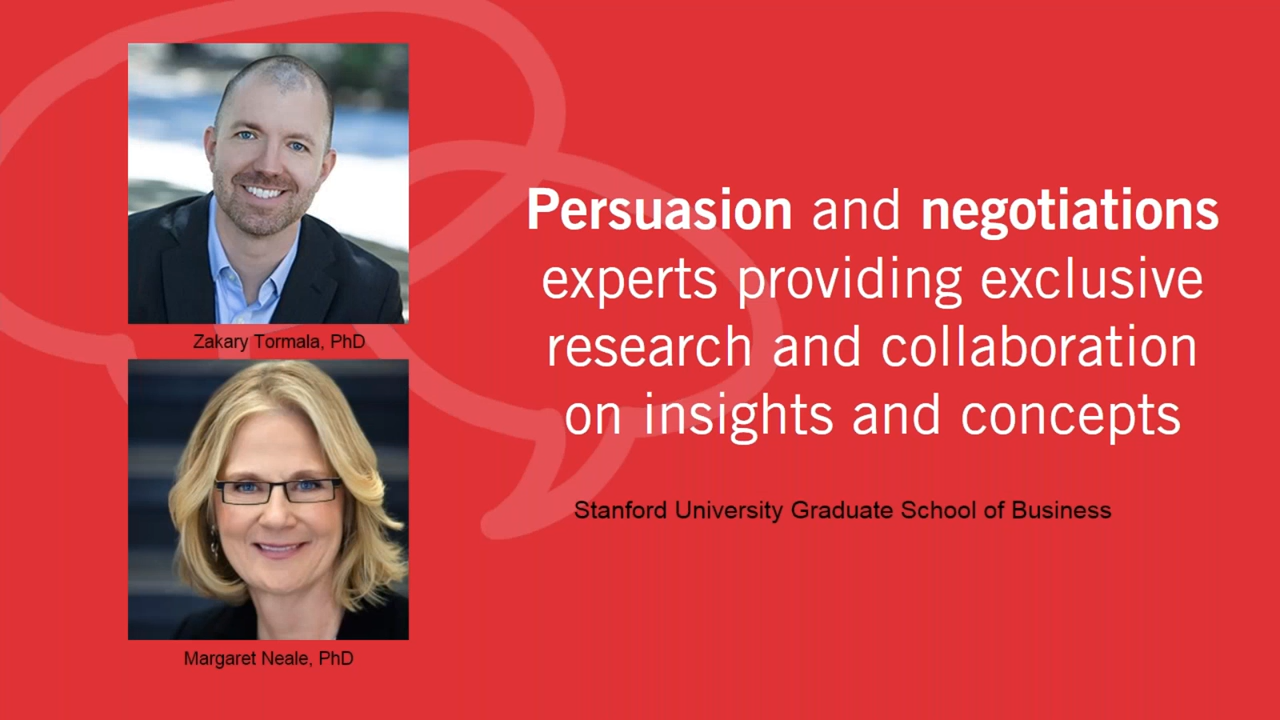 Zakary Tormala, PhD
Margaret Neale, PhD
Persuasion and negotiations
experts providing exclusive
research and collaboration
on insights and concepts
Stanford University Graduate School of Business